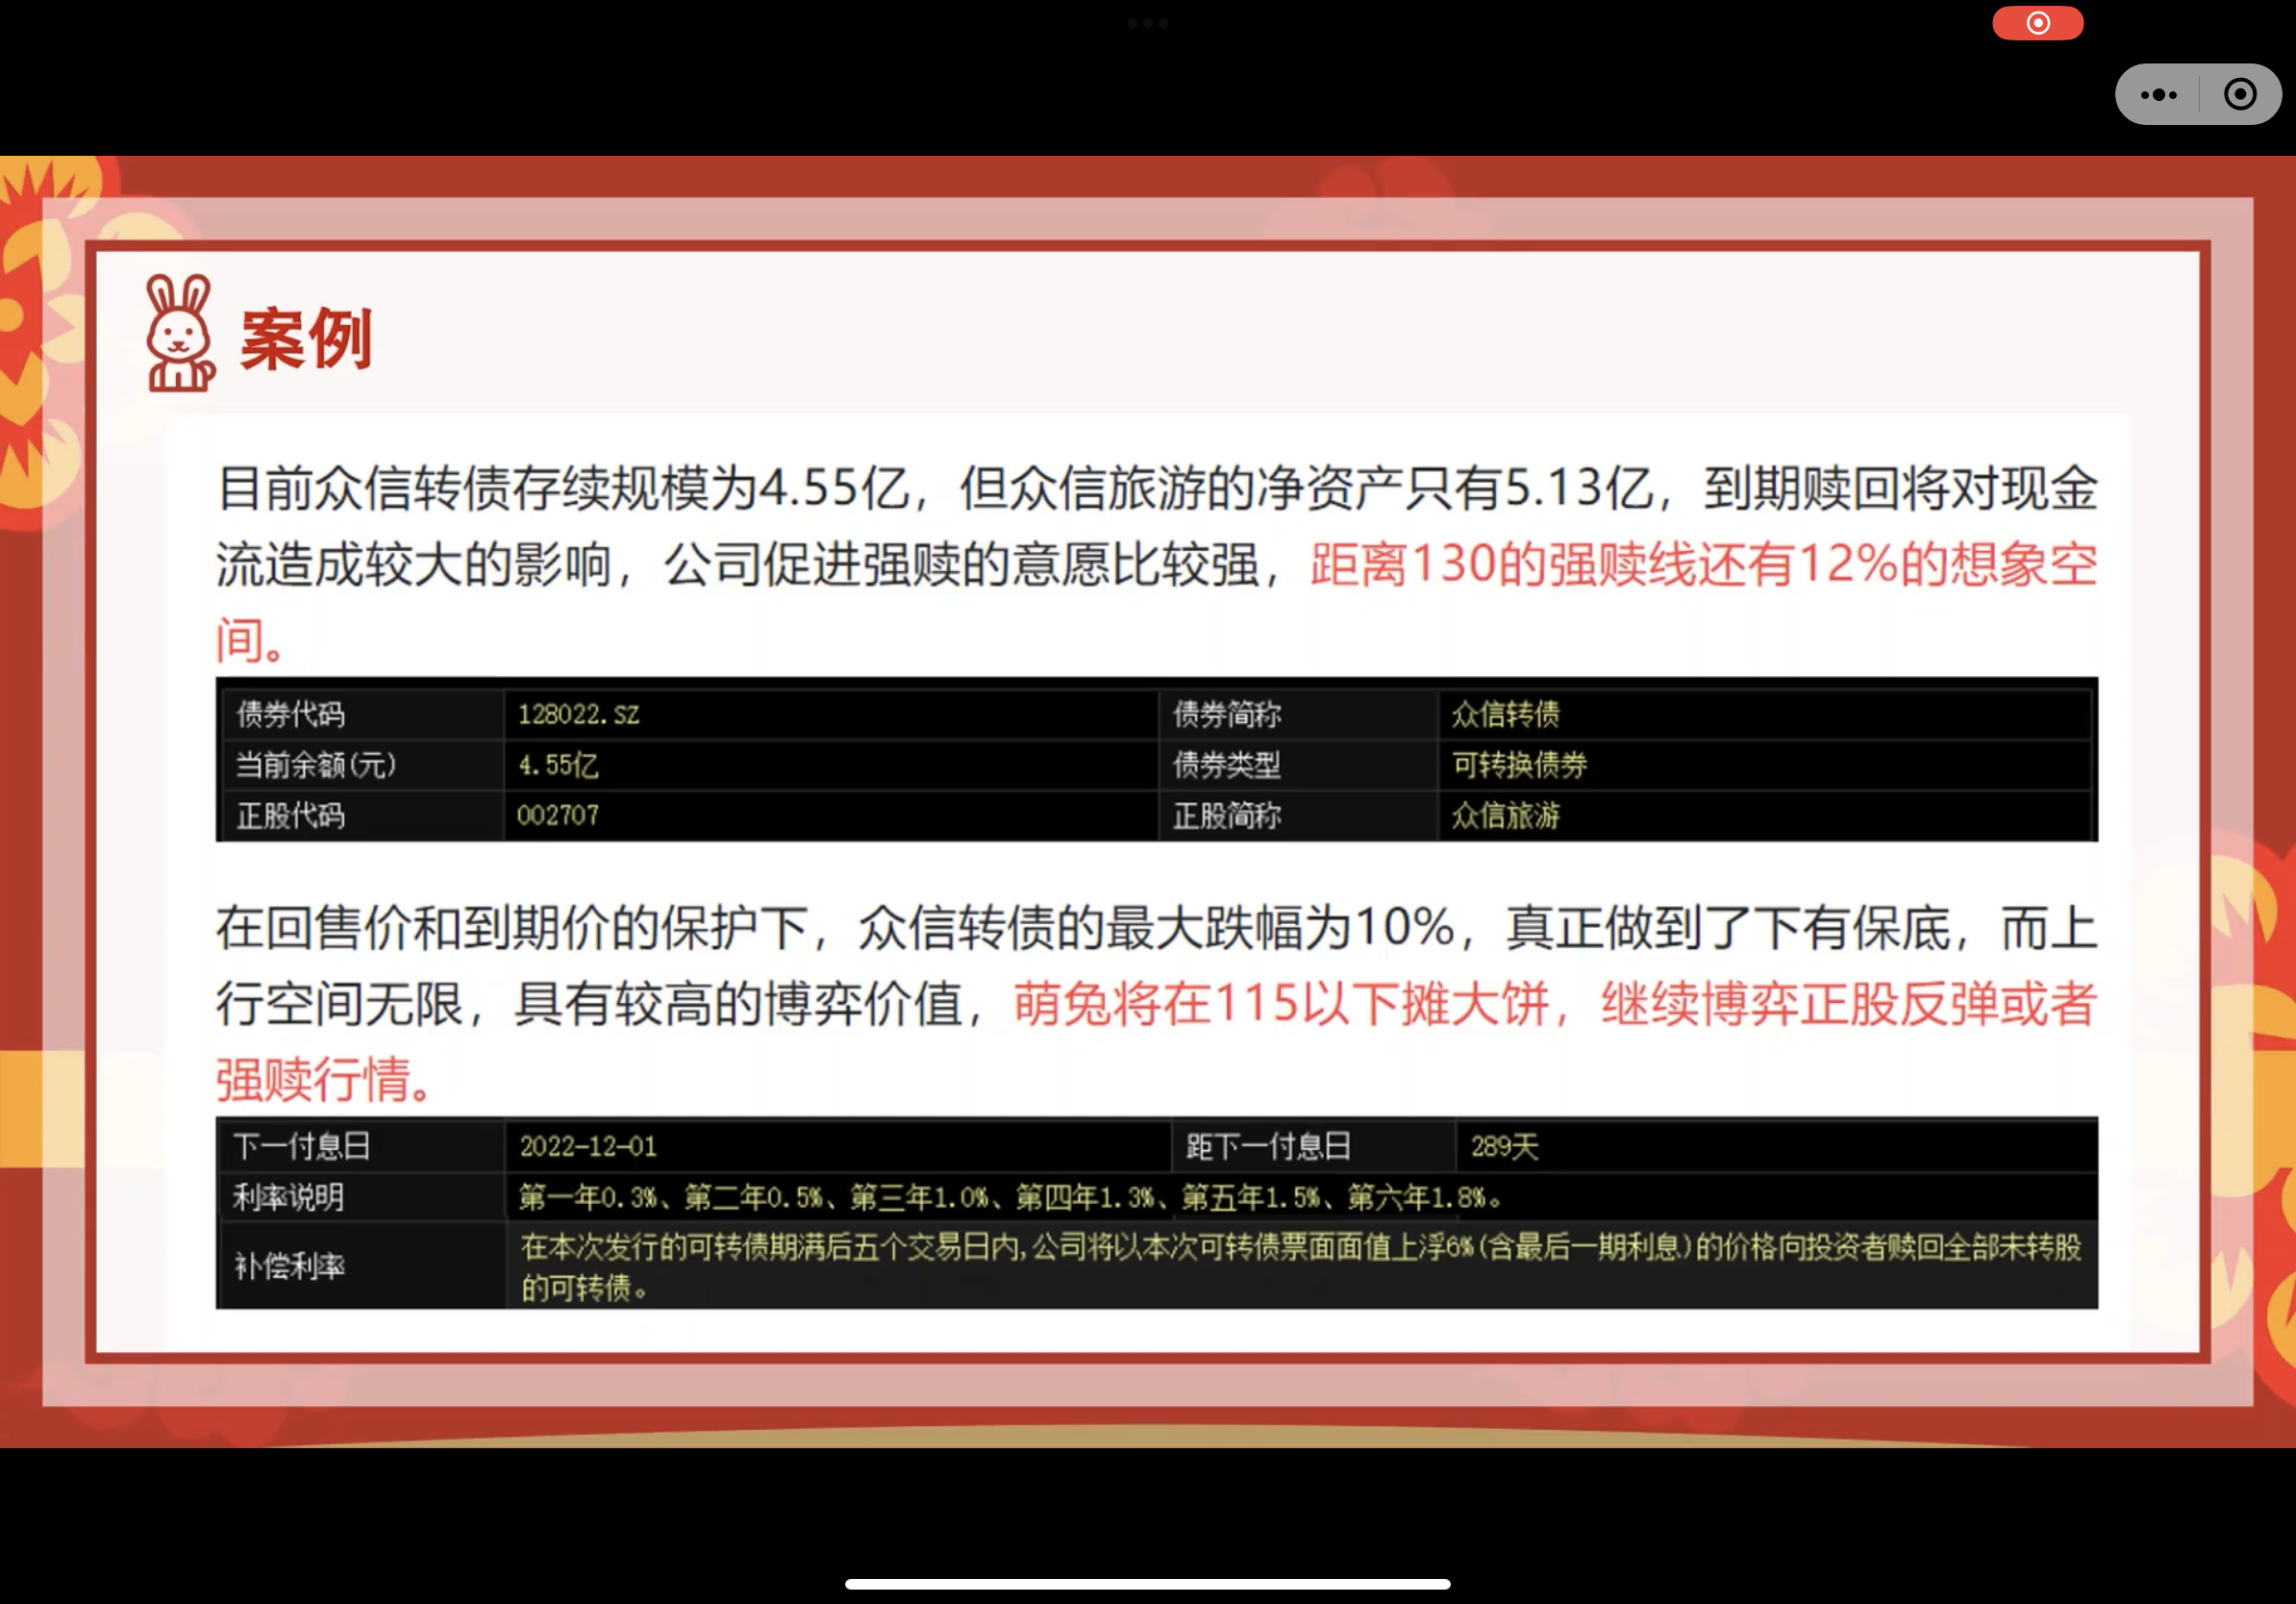 案例
目前众信转债存续规模为4.55亿，但众信旅游的净资产只有5.13亿，到期赎回将对现金
流造成较大的影响，公司促进强赎的意愿比较强，距离130的强赎线还有12%的想象空
间。
债券代码 128022.SZ 债券简称 众信转债
当前余额(元) 4.55亿 债券类型 可转换债券
正股代码 002707 正股简称 众信旅游
在回售价和到期价的保护下，众信转债的最大跌幅为10%，真正做到了下有保底，而上
行空间无限，具有较高的博弈价值，萌兔将在115以下摊大饼，继续博弈正股反弹或者
强赎行情。
下一付息日 2022-12-01 距下一付息日 289天
利率说明 第一年0.3%、第二年0.5%、第三年1.0%、第四年1.3%、第五年1.5%、第六年1.8%。
补偿利率 在本次发行的可转债期满后五个交易日内,公司将以本次可转债票面面值上浮6%(含最后一期利息)的价格向投资者赎回全部未转股
的可转债。